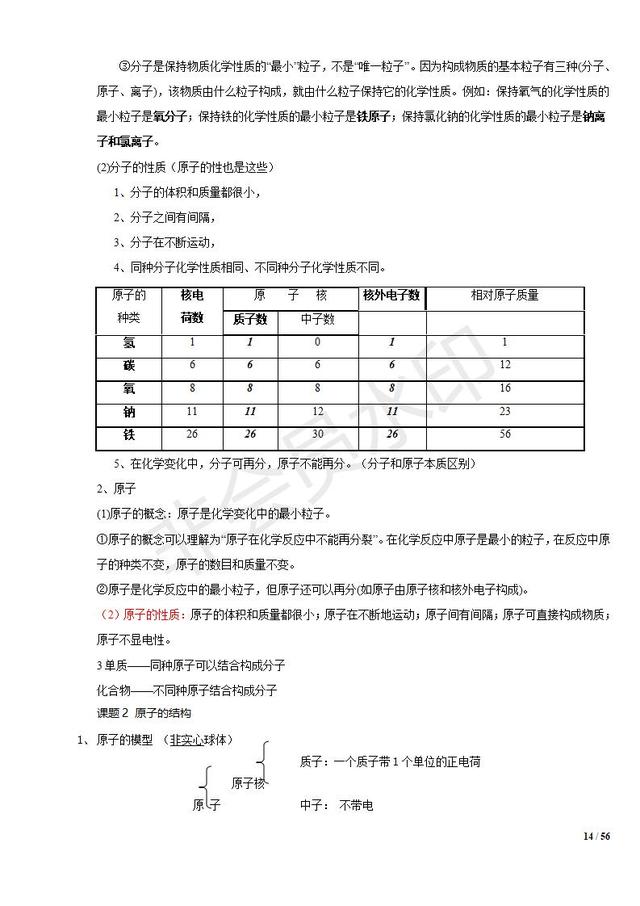 ③分子是保持物质化学性质的“最小”粒子，不是“唯一粒子”。因为构成物质的基本粒子有三种(分子、
原子、离子)，该物质由什么粒子构成，就由什么粒子保持它的化学性质。例如：保持氧气的化学性质的
最小粒子是氧分子；保持铁的化学性质的最小粒子是铁原子；保持氯化钠的化学性质的最小粒子是钠离
子和氯离子。
(2)分子的性质（原子的性也是这些）
1、分子的体积和质量都很小，
2、分子之间有间隔，
3、分子在不断运动，
4、同种分子化学性质相同、不同种分子化学性质不同。
原子的 核电 原 子 核 核外电子数 相对原子质量
种类 荷数 质子数 中子数
氢 1 1 0 1 1
碳 6 6 6 6 12
氧 8 8 8 8 16
钠 11 11 12 11 23
铁 26 26 30 26 56
5、在化学变化中，分子可再分，原子不能再分。（分子和原子本质区别）
2、原子
(1)原子的概念：原子是化学变化中的最小粒子。
①原子的概念可以理解为“原子在化学反应中不能再分裂”。在化学反应中原子是最小的粒子，在反应中原
子的种类不变，原子的数目和质量不变。
②原子是化学反应中的最小粒子，但原子还可以再分(如原子由原子核和核外电子构成)。
（2）原子的性质：原子的体积和质量都很小；原子在不断地运动；原子间有间隔；原子可直接构成物质；
原子不显电性。
3 单质——同种原子可以结合构成分子
化合物——不同种原子结合构成分子
课题 2 原子的结构
1、原子的模型 （非实心球体）
质子：一个质子带 1 个单位的正电荷
原子核
原子 中子： 不带电
14 / 56
非会员水印